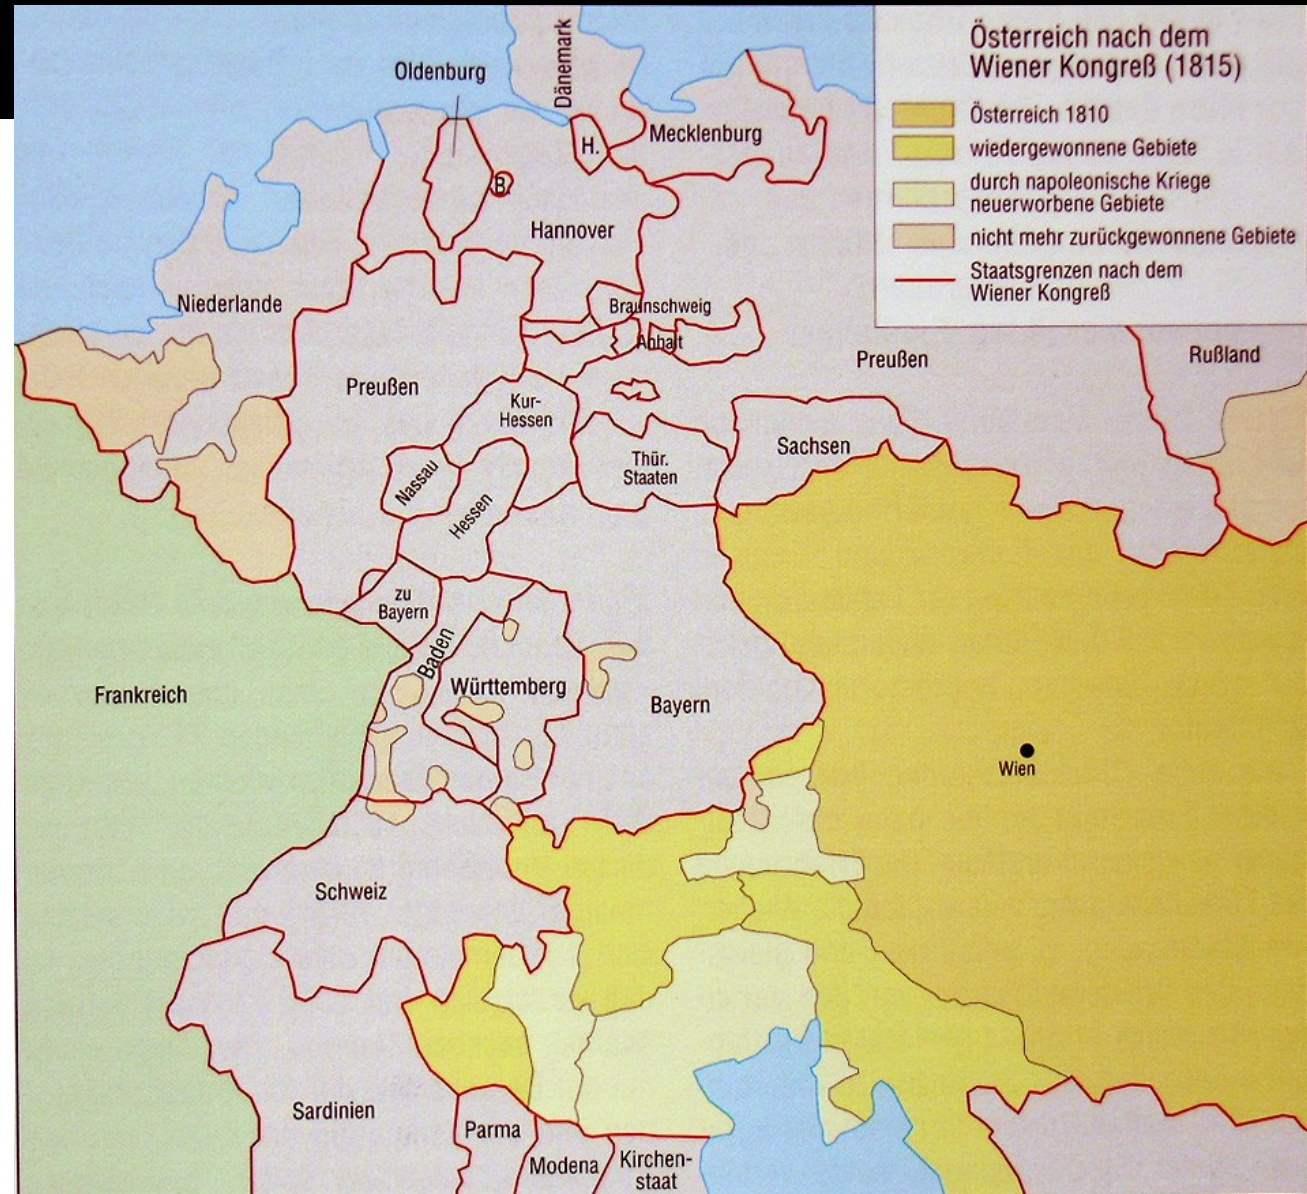 Österreich nach dem
Wiener Kongreß (1815)
Österreich 1810
wiedergewonnene Gebiete
durch napoleonische Kriege
neuerworbene Gebiete
nicht mehr zurückgewonnene Gebiete
Staatsgrenzen nach dem
Wiener Kongreß
Dänemark
Oldenburg
H.
Mecklenburg
B.
Hannover
Niederlande
Braunschweig
Anhalt
Preußen
Rußland
Preußen
Kur-
Hessen
Sachsen
Thür.
Staaten
Nassau
Hessen
zu
Bayern
Baden
Württemberg
Bayern
Frankreich
Wien
Schweiz
Sardinien
Parma
Modena
Kirchen-
staat